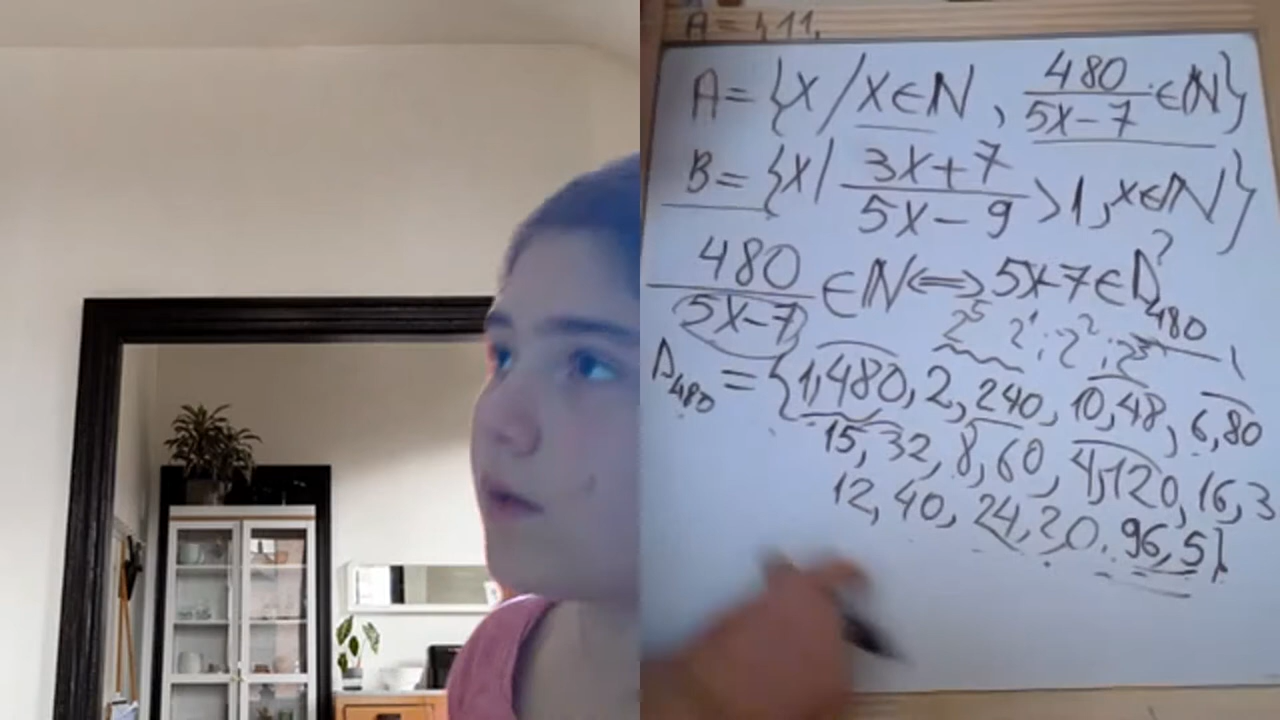 A = {11,
A = {x / x ∈ N, 480/(5x-7) ∈ N}
B = {x | (3x+7)/(5x-9) > 1, x ∈ N}
480/(5x-7) ∈ N ⟺ 5x-7 ∈ D₄₈₀ ?
2⁵ 2¹; 2²; 2³
D₄₈₀ = {1,480, 2, 240, 10,48, 6,80
15, 32, 8,60, 4,120, 16,3
12, 40, 24,20. 96,5}